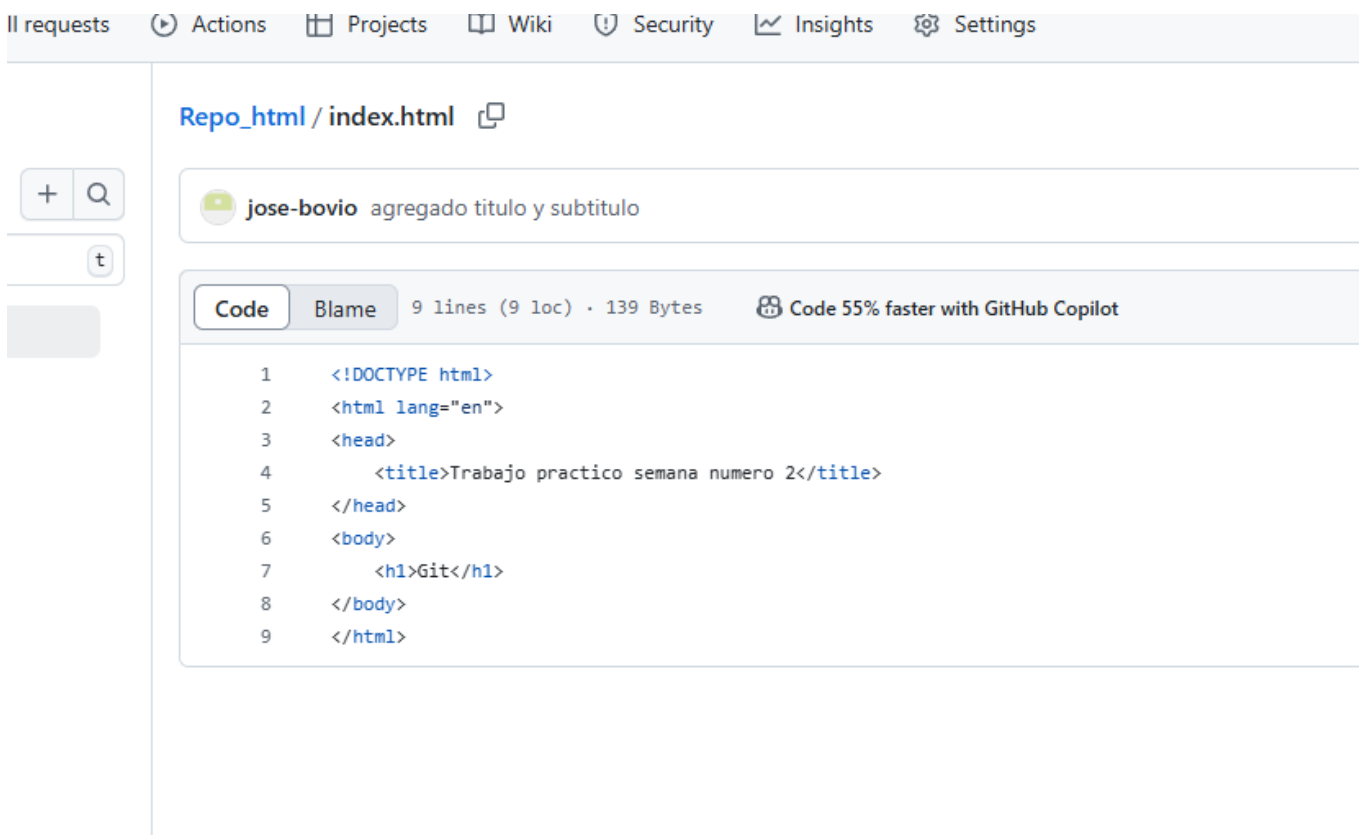 ll requests Actions Projects Wiki Security Insights Settings
Repo_html / index.html
jose-bovio agregado titulo y subtitulo
t
Code Blame 9 lines (9 loc) · 139 Bytes Code 55% faster with GitHub Copilot
1 <!DOCTYPE html>
2 <html lang="en">
3 <head>
4 <title>Trabajo practico semana numero 2</title>
5 </head>
6 <body>
7 <h1>Git</h1>
8 </body>
9 </html>